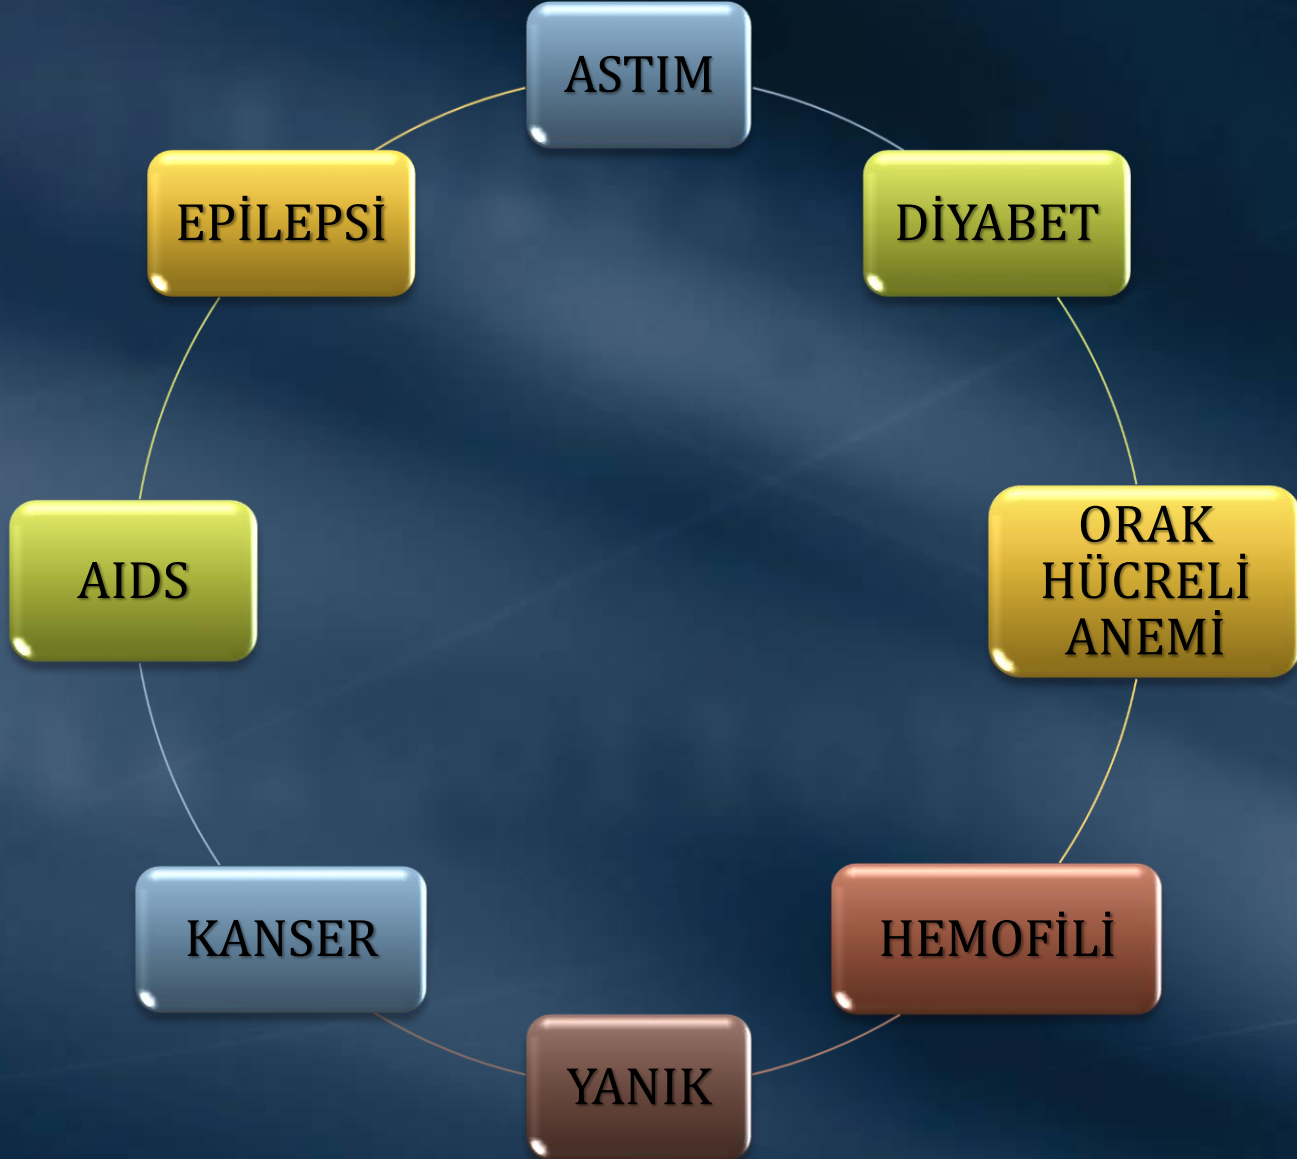 ASTIM
DİYABET
ORAK
HÜCRELİ
ANEMİ
HEMOFİLİ
YANIK
KANSER
AIDS
EPİLEPSİ